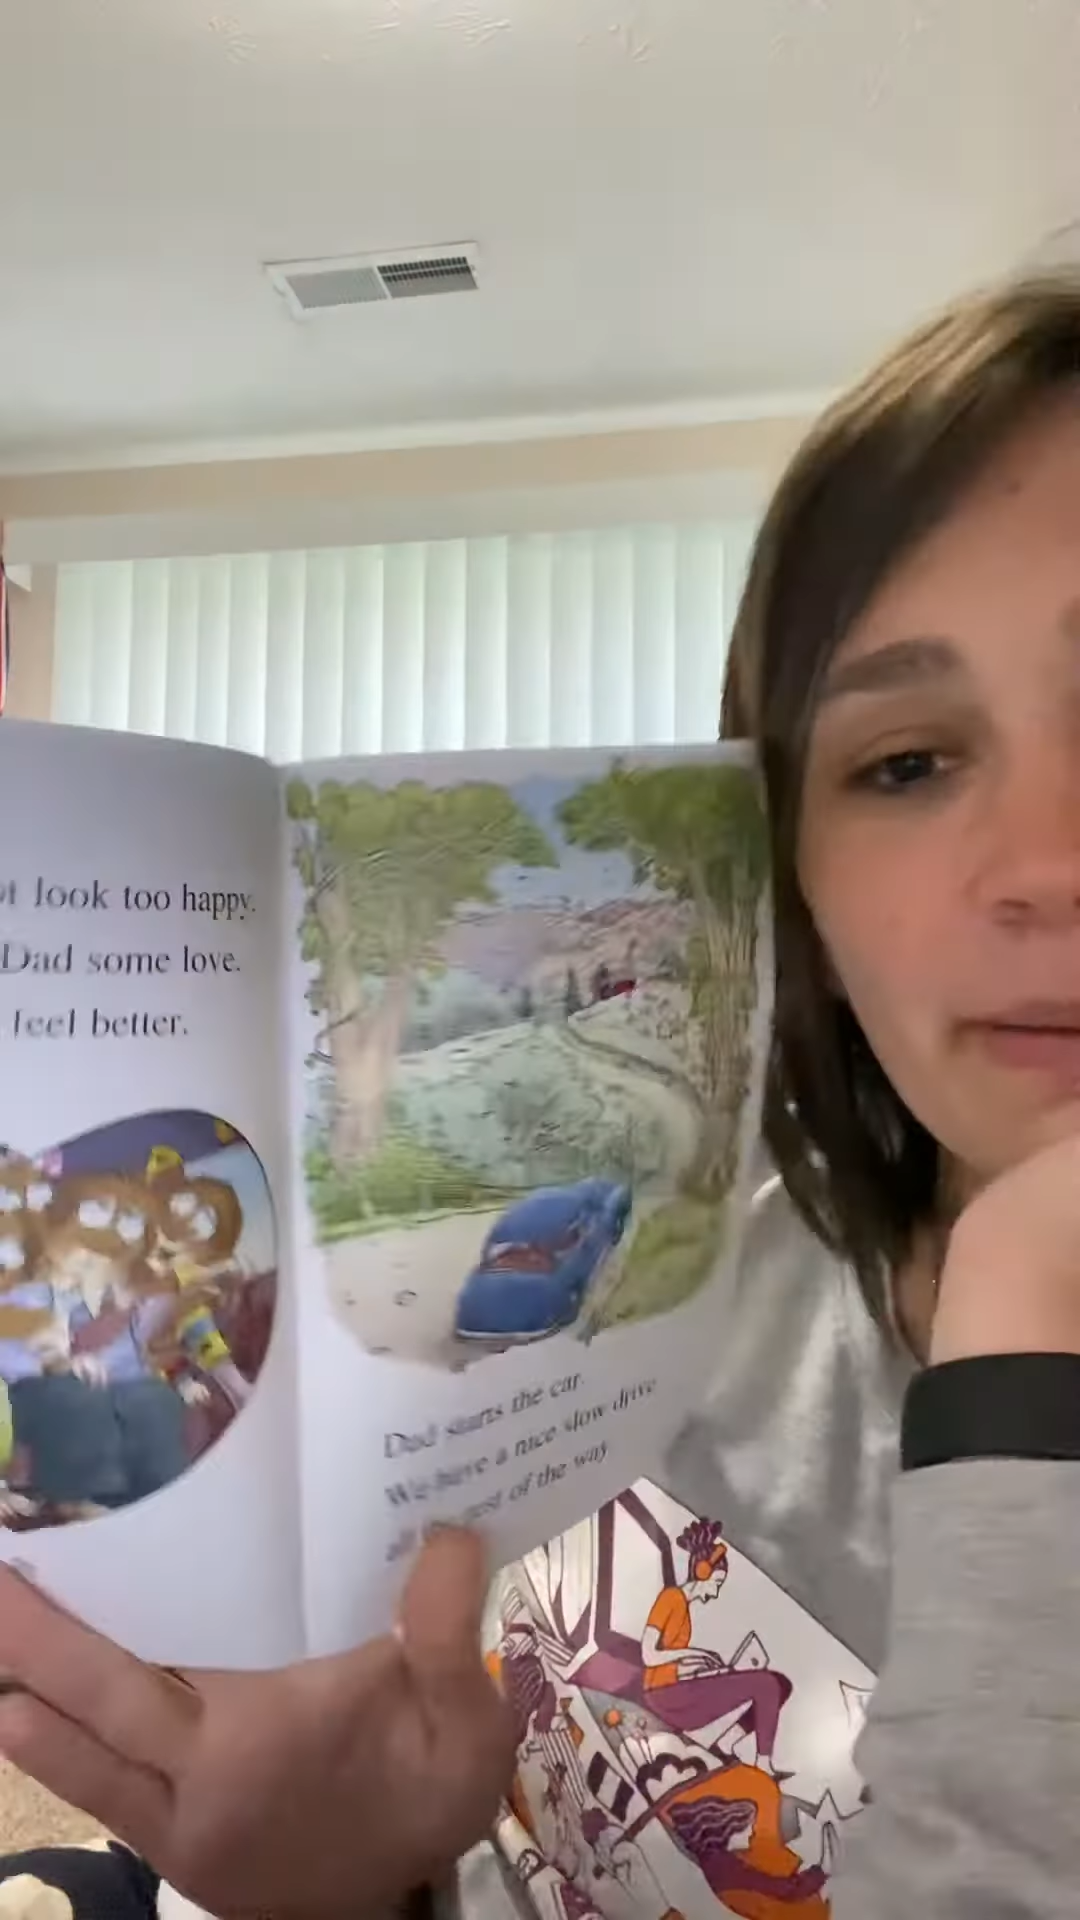 look too happy.
Dad some love.
feel better.
Dad starts the car.
We have a nice slow drive
rest of the way